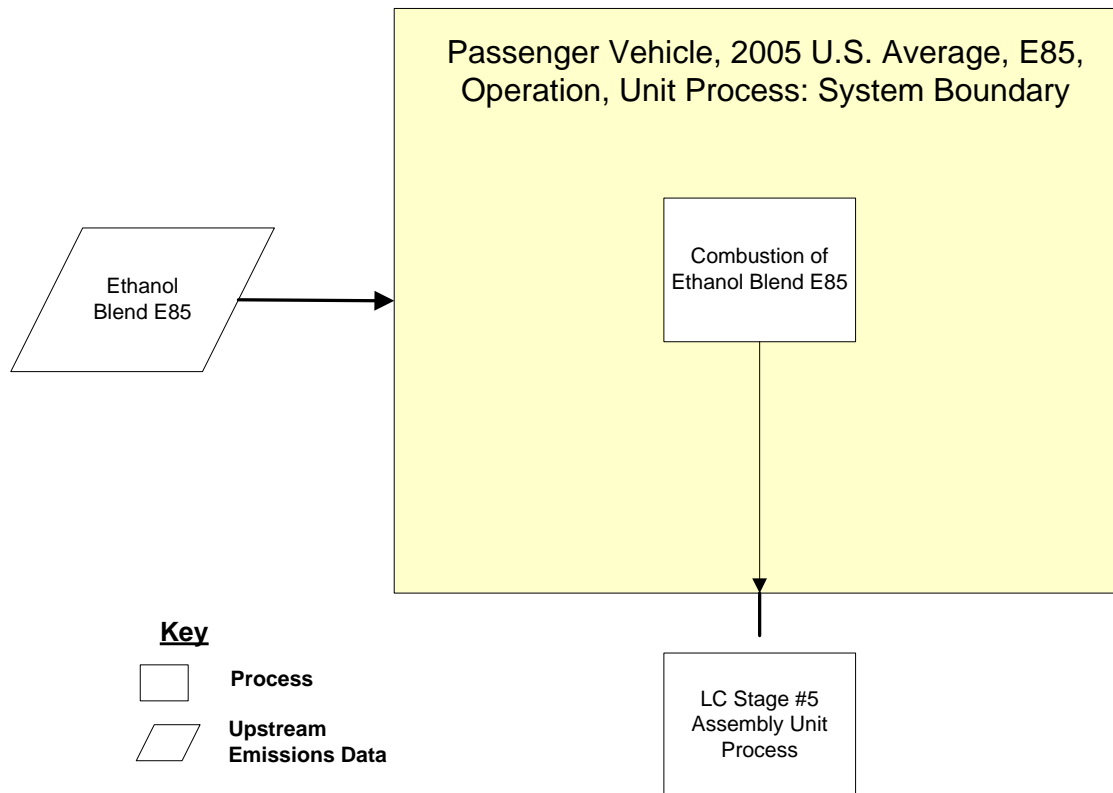 Passenger Vehicle, 2005 U.S. Average, E85,
Operation, Unit Process: System Boundary
Ethanol
Blend E85
Combustion of
Ethanol Blend E85
Key
Process
Upstream
Emissions Data
LC Stage #5
Assembly Unit
Process